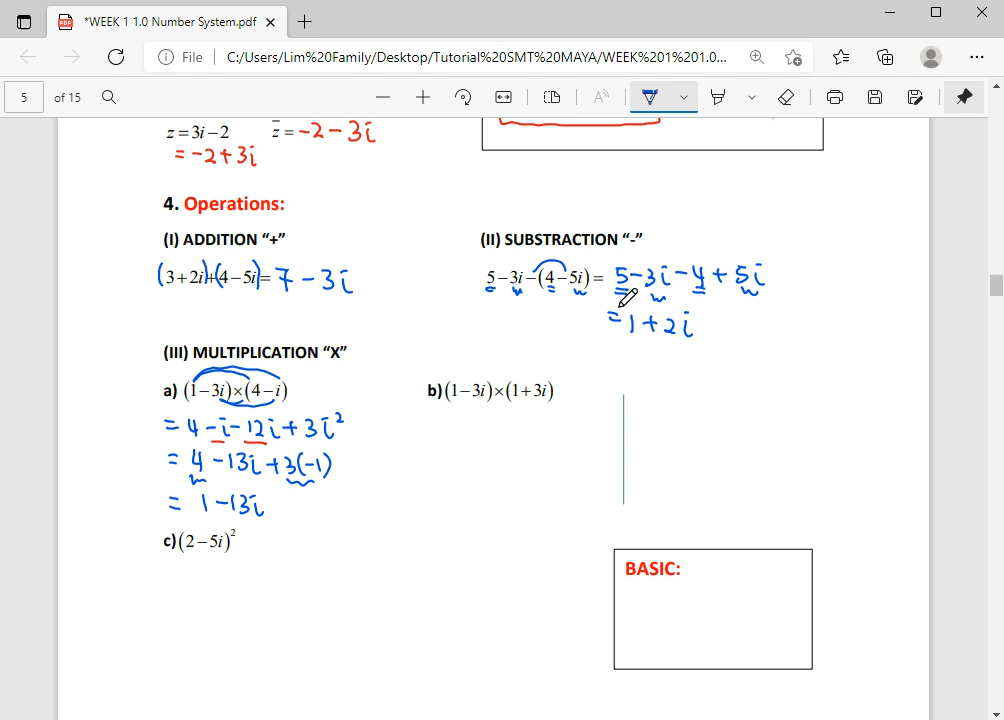 *WEEK 1 1.0 Number System.pdf
File C:/Users/Lim%20Family/Desktop/Tutorial%20SMT%20MAYA/WEEK%201%201.0...
5 of 15
z = 3i − 2 z̅ = −2 − 3i
= −2 + 3i
4. Operations:
(I) ADDITION “+”
(3 + 2i) + (4 − 5i) = 7 − 3i
(II) SUBSTRACTION “-”
5 − 3i − (4 − 5i) = 5 − 3i − 4 + 5i
= 1 + 2i
(III) MULTIPLICATION “X”
a) (1 − 3i) × (4 − i)
= 4 − i − 12i + 3i²
= 4 − 13i + 3(−1)
= 1 − 13i
b) (1 − 3i) × (1 + 3i)
c) (2 − 5i)²
BASIC: